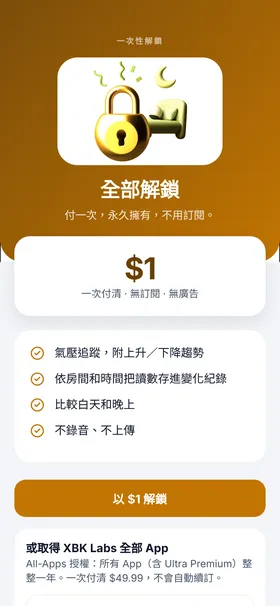 一次性解鎖
全部解鎖
付一次，永久擁有，不用訂閱。
$1
一次付清 · 無訂閱 · 無廣告
氣壓追蹤，附上升／下降趨勢
依房間和時間把讀數存進變化紀錄
比較白天和晚上
不錄音、不上傳
以 $1 解鎖
或取得 XBK Labs 全部 App
All-Apps 授權：所有 App（含 Ultra Premium）整
整一年。一次付清 $49.99，不會自動續訂。